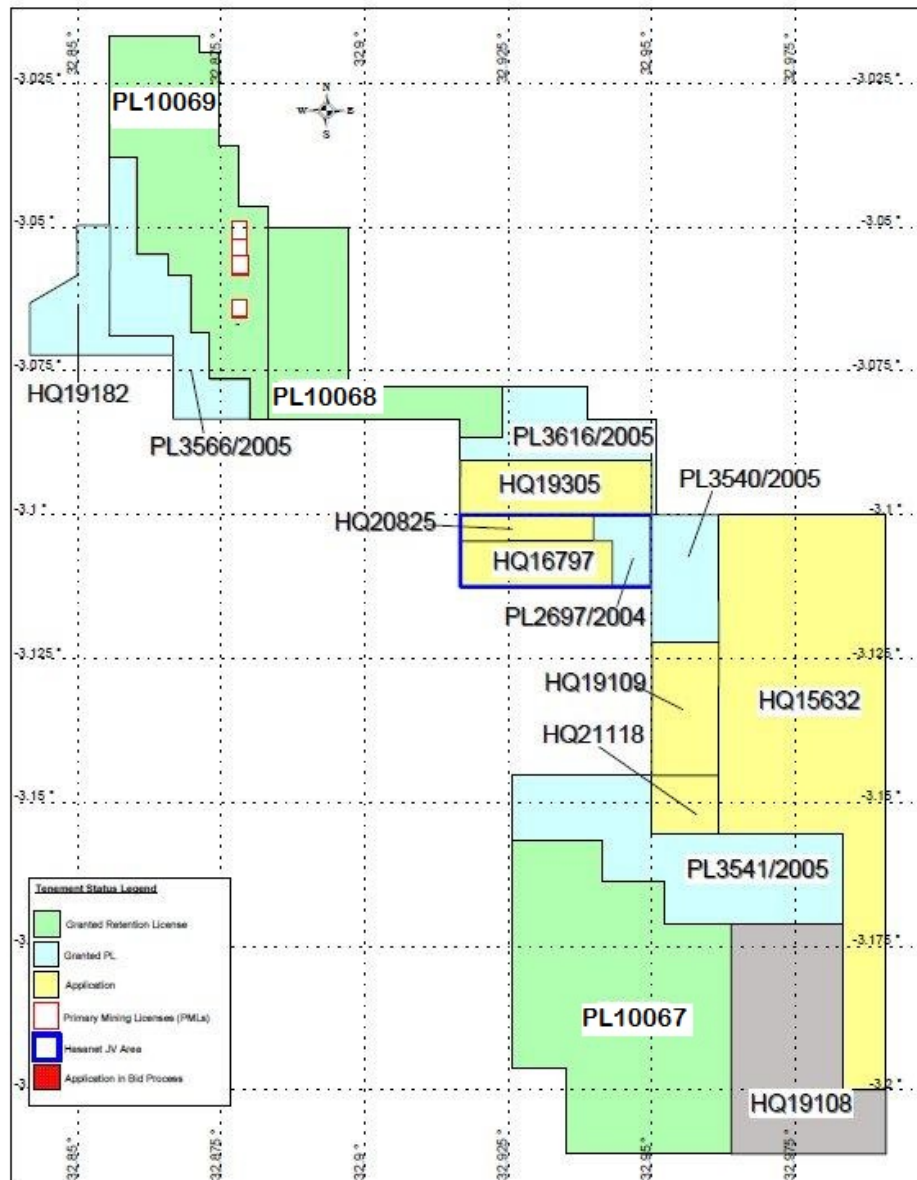 32.85 °
32.875 °
32.9 °
32.925 °
32.95 °
32.975 °
-3.025 °
-3.025 °
PL10069
N
W E
S
-3.05 °
-3.05 °
-3.075 °
-3.075 °
HQ19182
PL10068
PL3566/2005
PL3616/2005
HQ19305
PL3540/2005
-3.1 °
-3.1 °
HQ20825
HQ16797
PL2697/2004
-3.125 °
-3.125 °
HQ19109
HQ15632
HQ21118
-3.15 °
-3.15 °
PL3541/2005
Tenement Status Legend
Granted Retention License
Granted PL
Application
Primary Mining Licenses (PMLs)
Hasanet JV Area
Application in Bid Process
-3.175 °
PL10067
HQ19108
-3.2 °
32.85 °
32.875 °
32.9 °
32.925 °
32.95 °
32.975 °